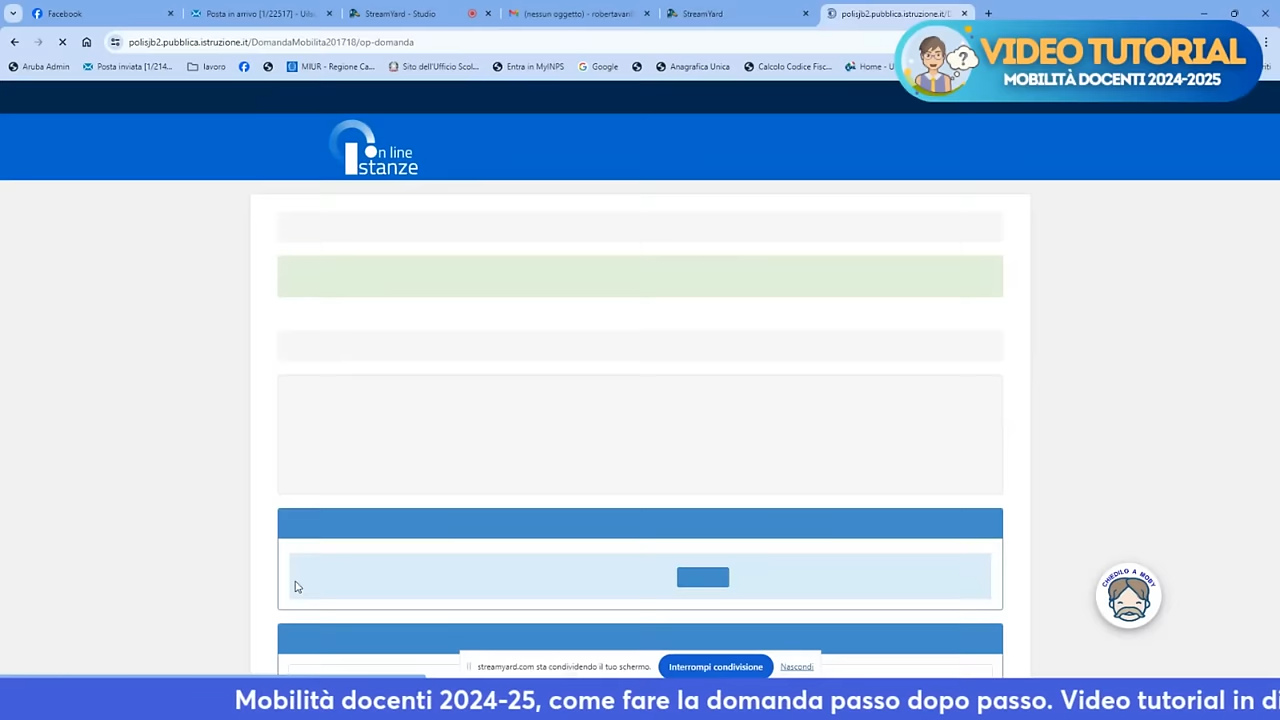 Facebook
Posta in arrivo [1/22517] - Uils
StreamYard - Studio
(nessun oggetto) - robertavaril
StreamYard
polisjb2.pubblica.istruzione.it/D
polisjb2.pubblica.istruzione.it/DomandaMobilita201718/op-domanda
Aruba Admin
Posta inviata [1/214...
lavoro
MIUR - Regione Ca...
Sito dell'Ufficio Scol...
Entra in MyINPS
Google
Anagrafica Unica
Calcolo Codice Fisc...
Home - U
VIDEO TUTORIAL
MOBILITÀ DOCENTI 2024-2025
?
On line
Istanze
CHIEDILO A MOBY
streamyard.com sta condividendo il tuo schermo.
Interrompi condivisione
Nascondi
Mobilità docenti 2024-25, come fare la domanda passo dopo passo. Video tutorial in di